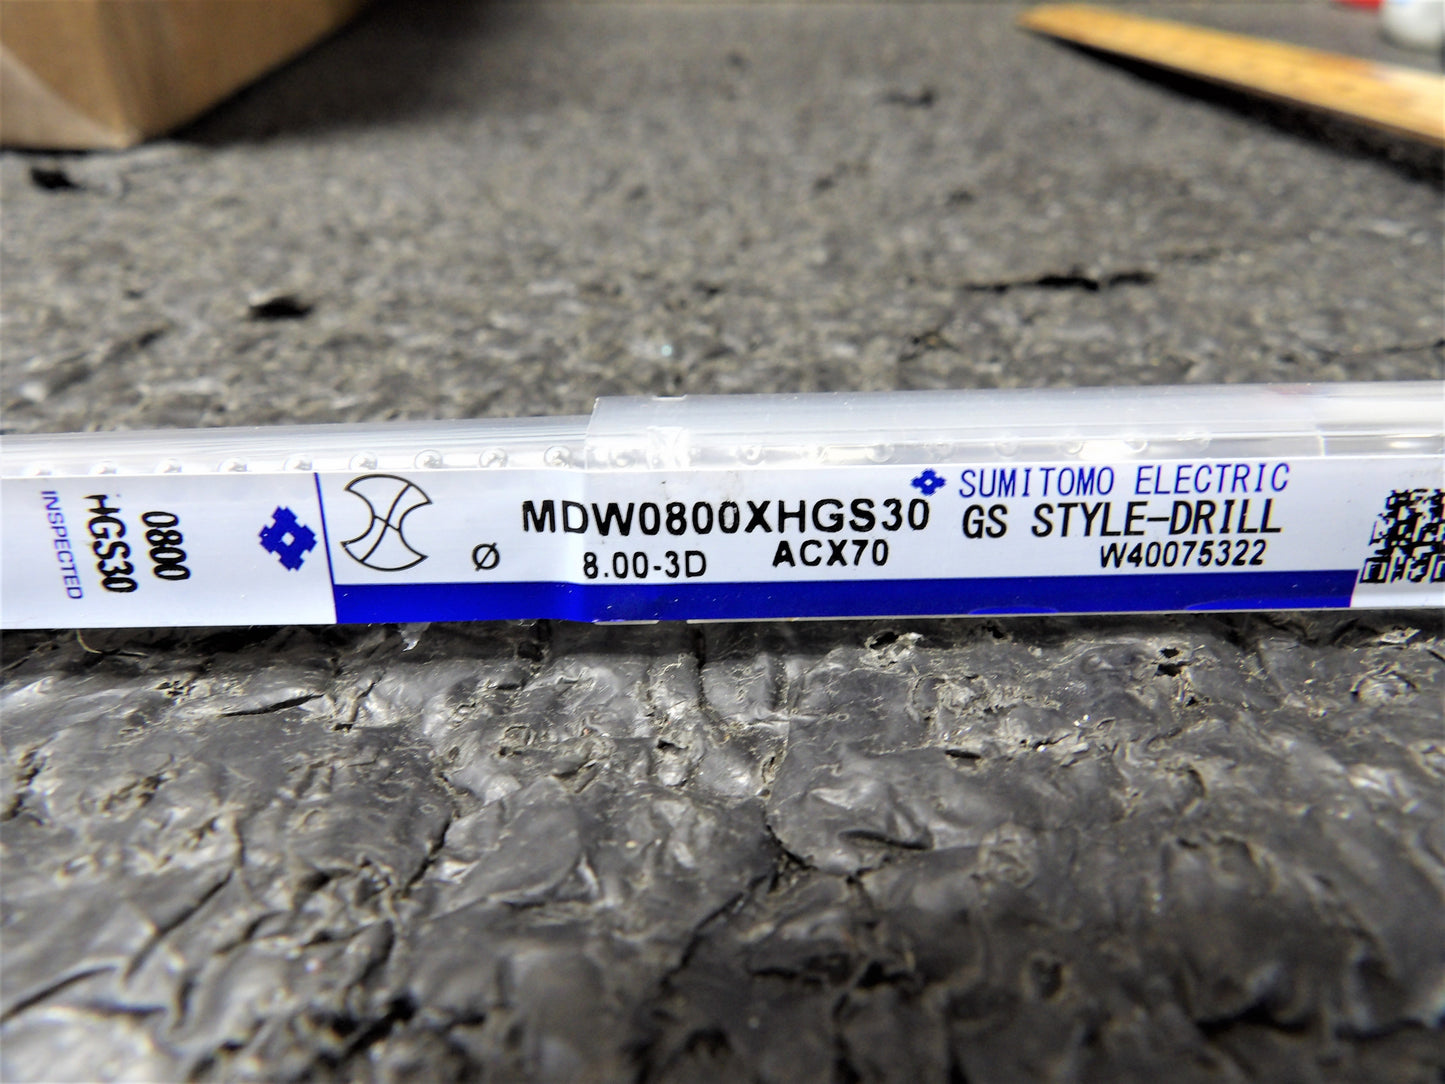 INSPECTED
HGS30
0800
Ø
MDW0800XHGS30
8.00-3D
ACX70
SUMITOMO ELECTRIC
GS STYLE-DRILL
W40075322